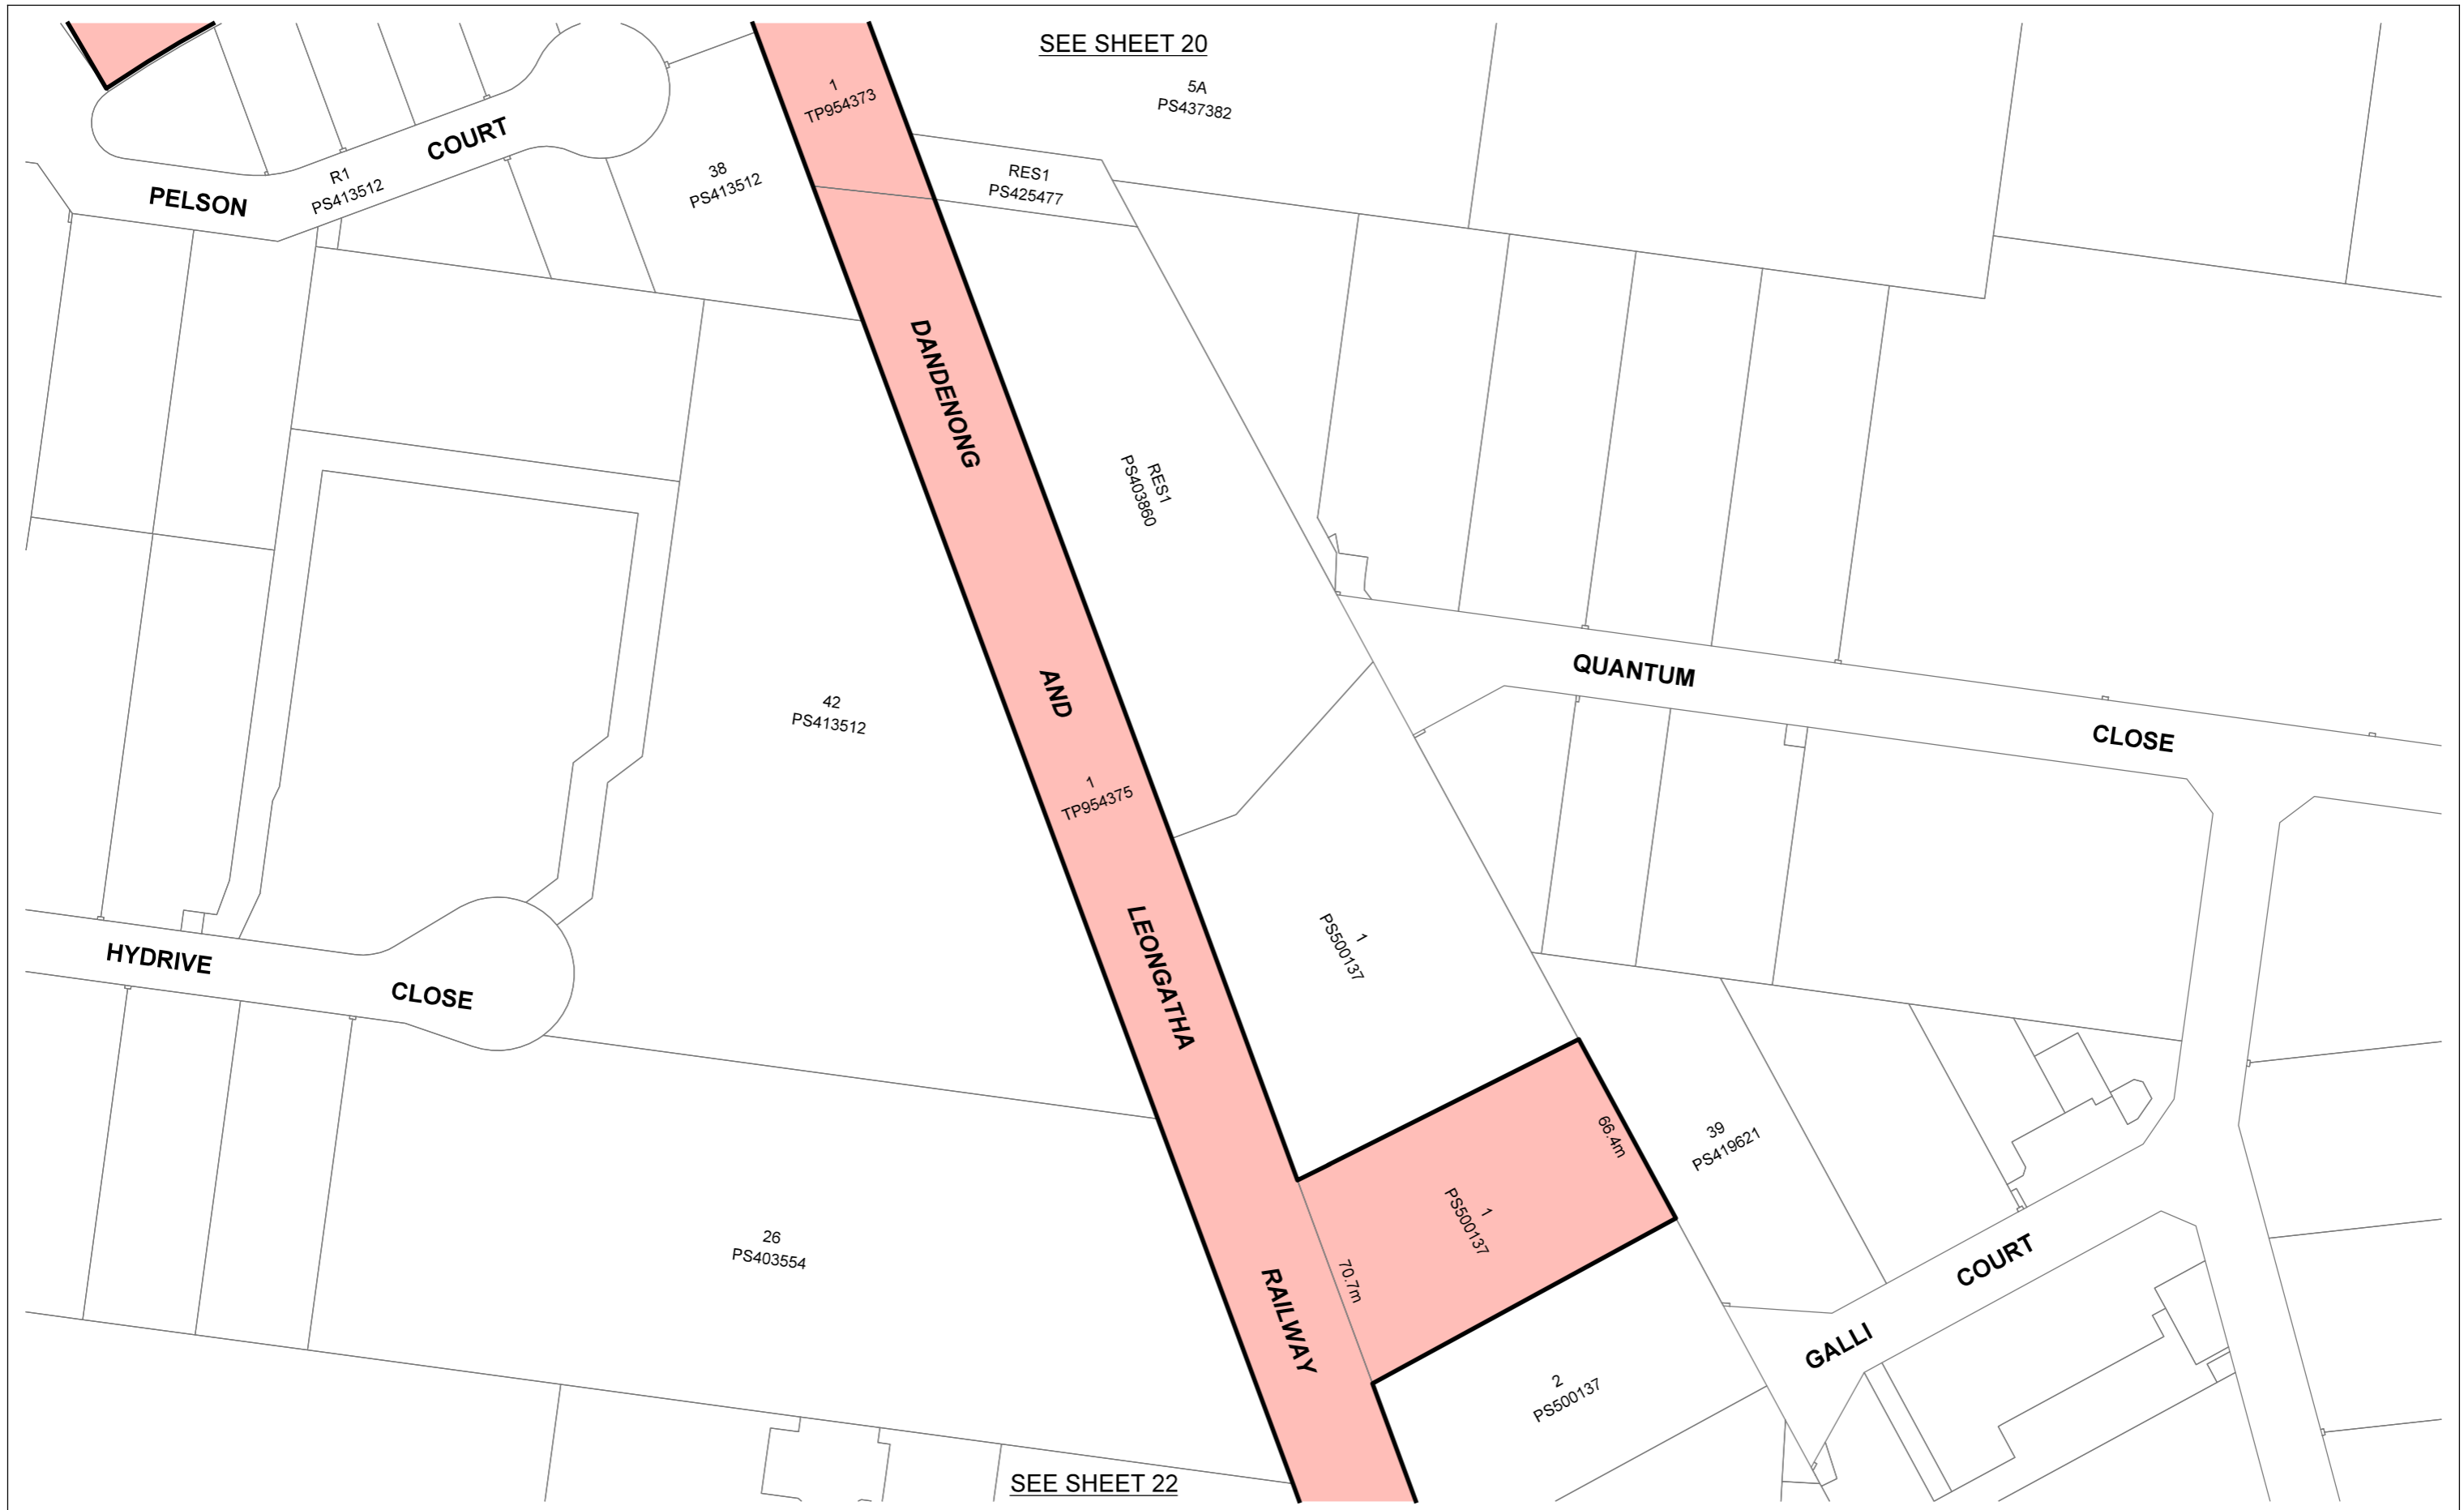 SEE SHEET 20
1
TP954373
5A
PS437382
PELSON
COURT
R1
PS413512
38
PS413512
RES1
PS425477
DANDENONG
AND
LEONGATHA
RAILWAY
RES1
PS403860
42
PS413512
QUANTUM
CLOSE
1
TP954375
1
PS500137
HYDRIVE
CLOSE
66.4m
39
PS419621
1
PS500137
70.7m
26
PS403554
GALLI
COURT
2
PS500137
SEE SHEET 22